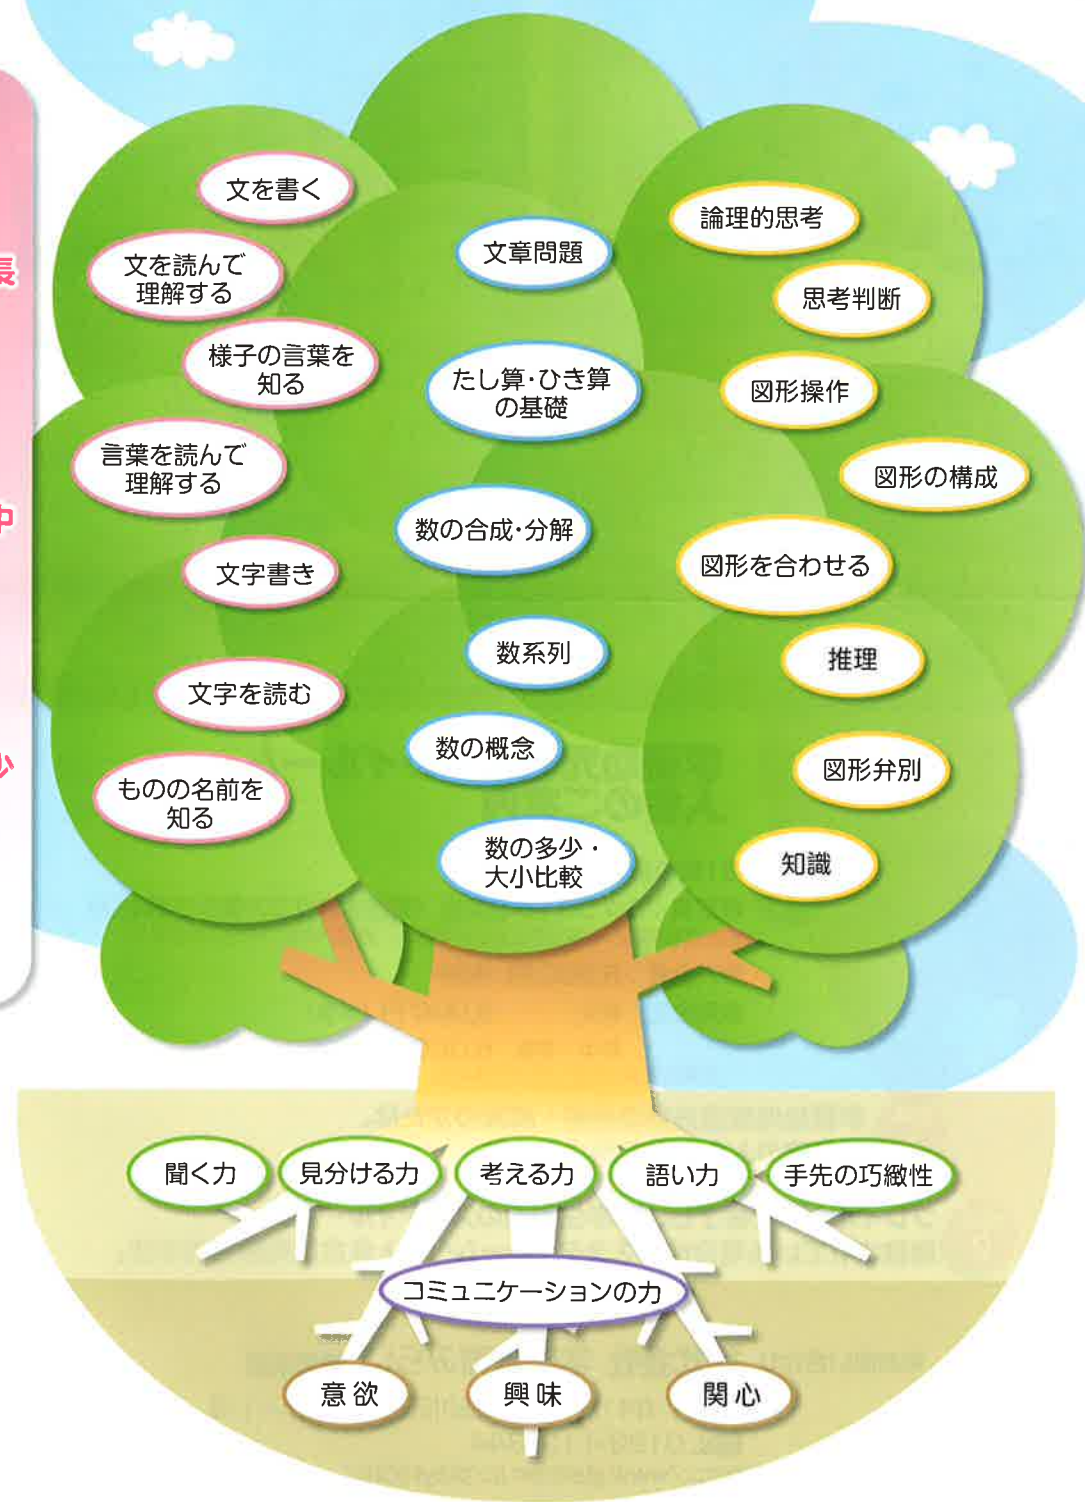 文を書く
文を読んで
理解する
様子の言葉を
知る
言葉を読んで
理解する
文字書き
文字を読む
ものの名前を
知る
文章問題
たし算・ひき算
の基礎
数の合成・分解
数系列
数の概念
数の多少・
大小比較
論理的思考
思考判断
図形操作
図形の構成
図形を合わせる
推理
図形弁別
知識
聞く力
見分ける力
考える力
語い力
手先の巧緻性
コミュニケーションの力
意欲
興味
関心
長
中
少